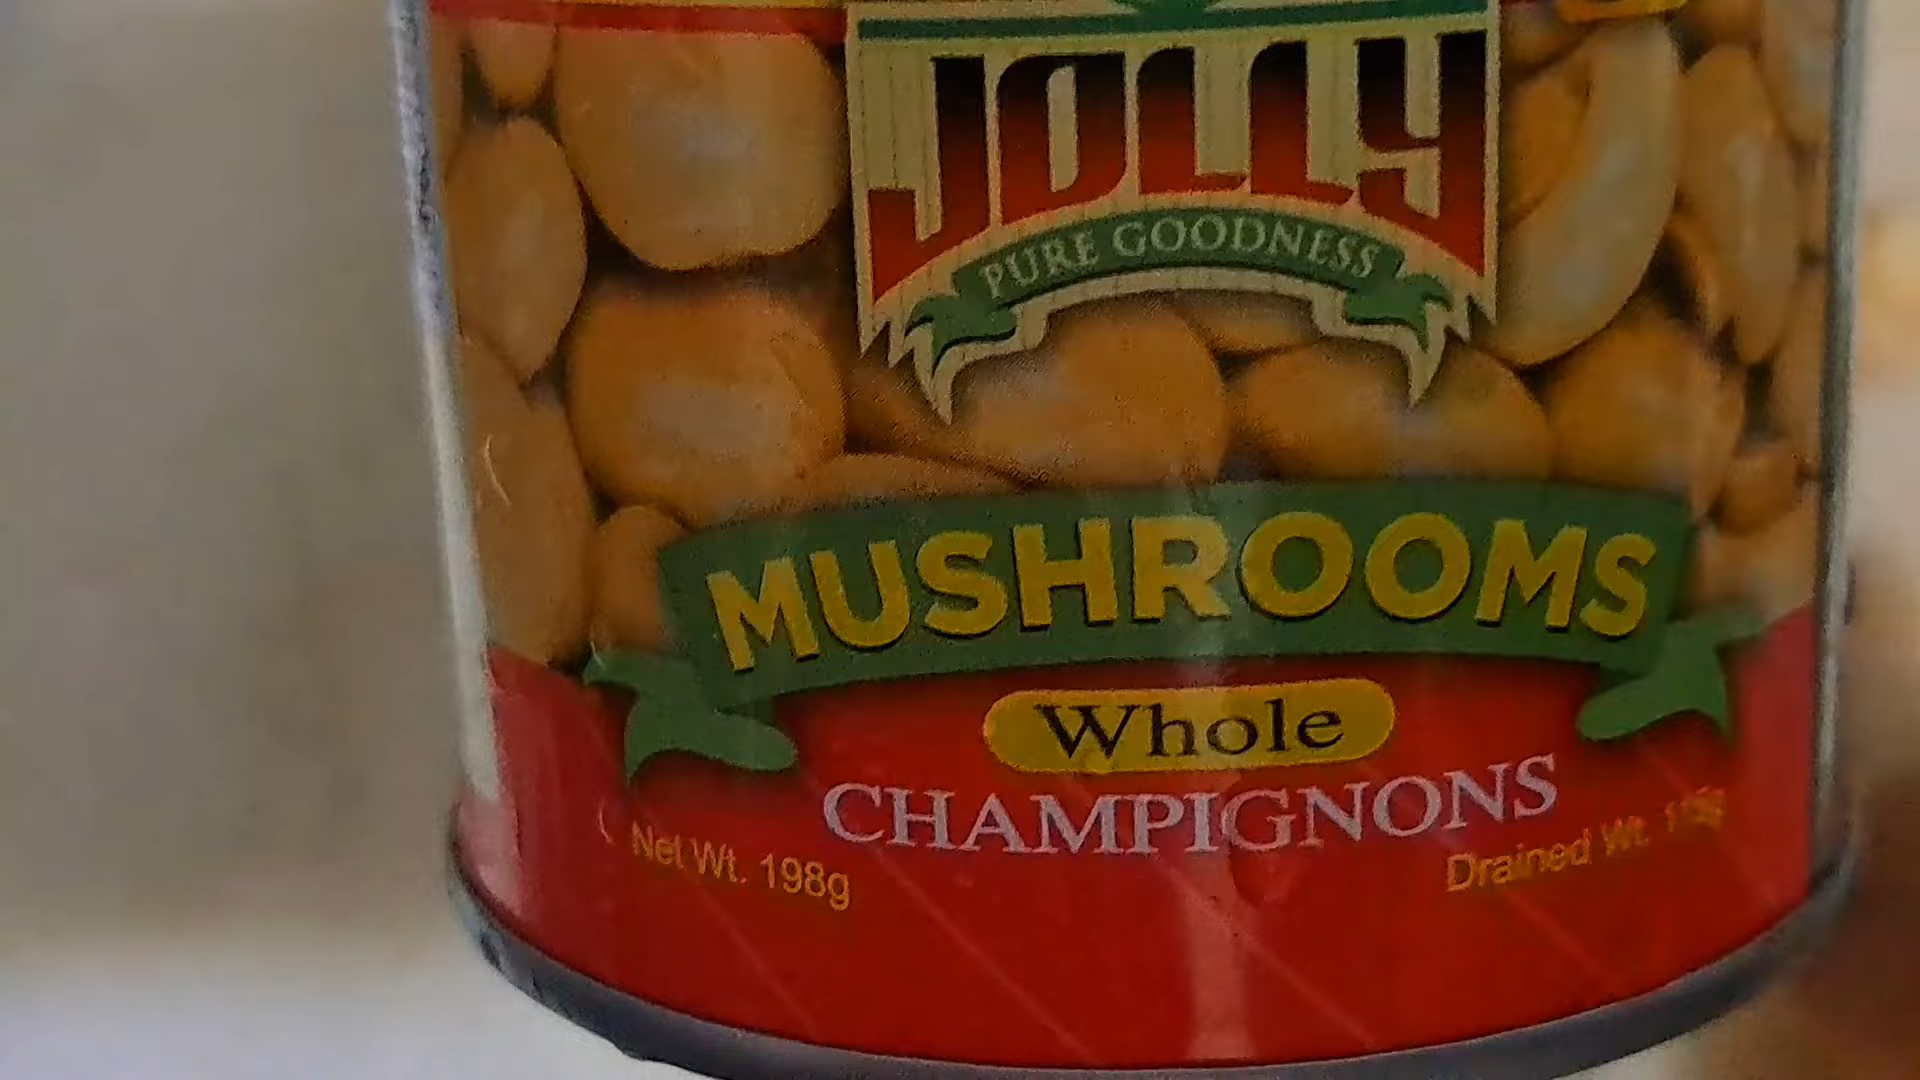 JOLLY
PURE GOODNESS
MUSHROOMS
Whole
CHAMPIGNONS
Net Wt. 198g
Drained Wt.